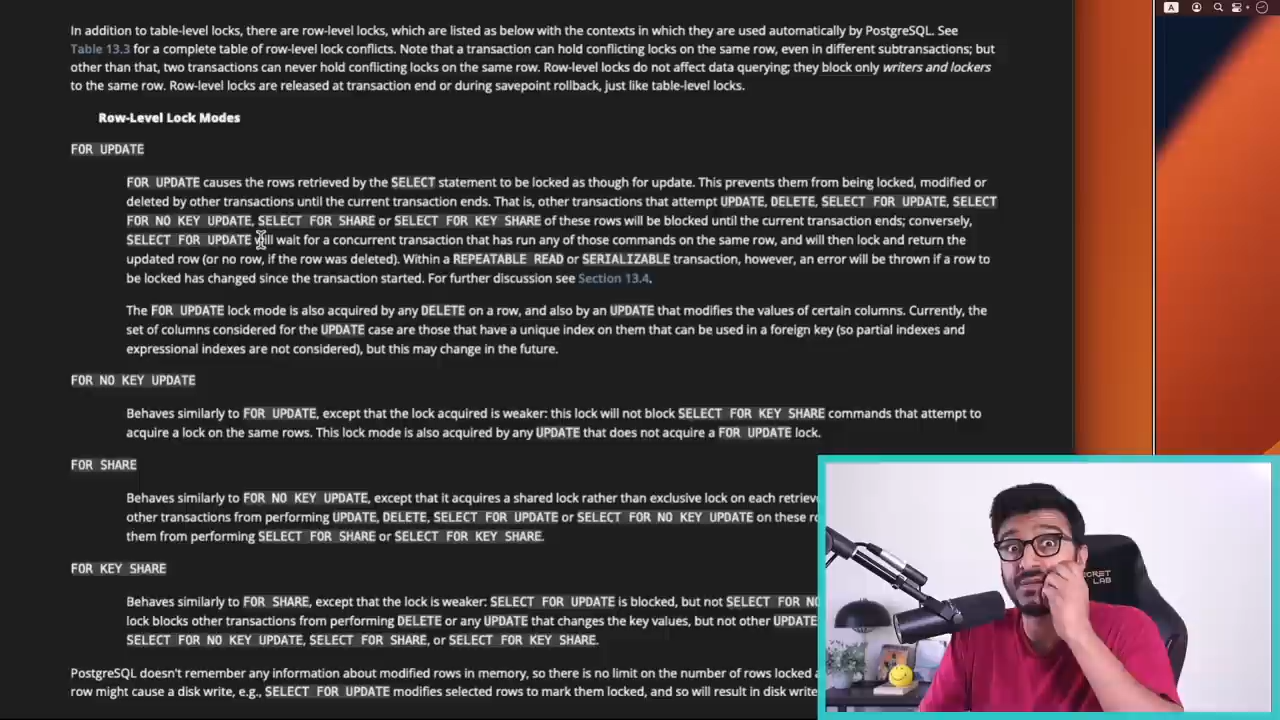 A
In addition to table-level locks, there are row-level locks, which are listed as below with the contexts in which they are used automatically by PostgreSQL. See
Table 13.3 for a complete table of row-level lock conflicts. Note that a transaction can hold conflicting locks on the same row, even in different subtransactions; but
other than that, two transactions can never hold conflicting locks on the same row. Row-level locks do not affect data querying; they block only writers and lockers
to the same row. Row-level locks are released at transaction end or during savepoint rollback, just like table-level locks.
Row-Level Lock Modes
FOR UPDATE
FOR UPDATE causes the rows retrieved by the SELECT statement to be locked as though for update. This prevents them from being locked, modified or
deleted by other transactions until the current transaction ends. That is, other transactions that attempt UPDATE, DELETE, SELECT FOR UPDATE, SELECT
FOR NO KEY UPDATE, SELECT FOR SHARE or SELECT FOR KEY SHARE of these rows will be blocked until the current transaction ends; conversely,
SELECT FOR UPDATE will wait for a concurrent transaction that has run any of those commands on the same row, and will then lock and return the
updated row (or no row, if the row was deleted). Within a REPEATABLE READ or SERIALIZABLE transaction, however, an error will be thrown if a row to
be locked has changed since the transaction started. For further discussion see Section 13.4.
The FOR UPDATE lock mode is also acquired by any DELETE on a row, and also by an UPDATE that modifies the values of certain columns. Currently, the
set of columns considered for the UPDATE case are those that have a unique index on them that can be used in a foreign key (so partial indexes and
expressional indexes are not considered), but this may change in the future.
FOR NO KEY UPDATE
Behaves similarly to FOR UPDATE, except that the lock acquired is weaker: this lock will not block SELECT FOR KEY SHARE commands that attempt to
acquire a lock on the same rows. This lock mode is also acquired by any UPDATE that does not acquire a FOR UPDATE lock.
FOR SHARE
Behaves similarly to FOR NO KEY UPDATE, except that it acquires a shared lock rather than exclusive lock on each
other transactions from performing UPDATE, DELETE, SELECT FOR UPDATE or SELECT FOR NO KEY UPDATE on these
them from performing SELECT FOR SHARE or SELECT FOR KEY SHARE.
FOR KEY SHARE
Behaves similarly to FOR SHARE, except that the lock is weaker: SELECT FOR UPDATE is blocked, but not SELECT FOR
lock blocks other transactions from performing DELETE or any UPDATE that changes the key values, but not other UPDATE
SELECT FOR NO KEY UPDATE, SELECT FOR SHARE, or SELECT FOR KEY SHARE.
PostgreSQL doesn't remember any information about modified rows in memory, so there is no limit on the number of rows locked
row might cause a disk write, e.g., SELECT FOR UPDATE modifies selected rows to mark them locked, and so will result in disk
LAB